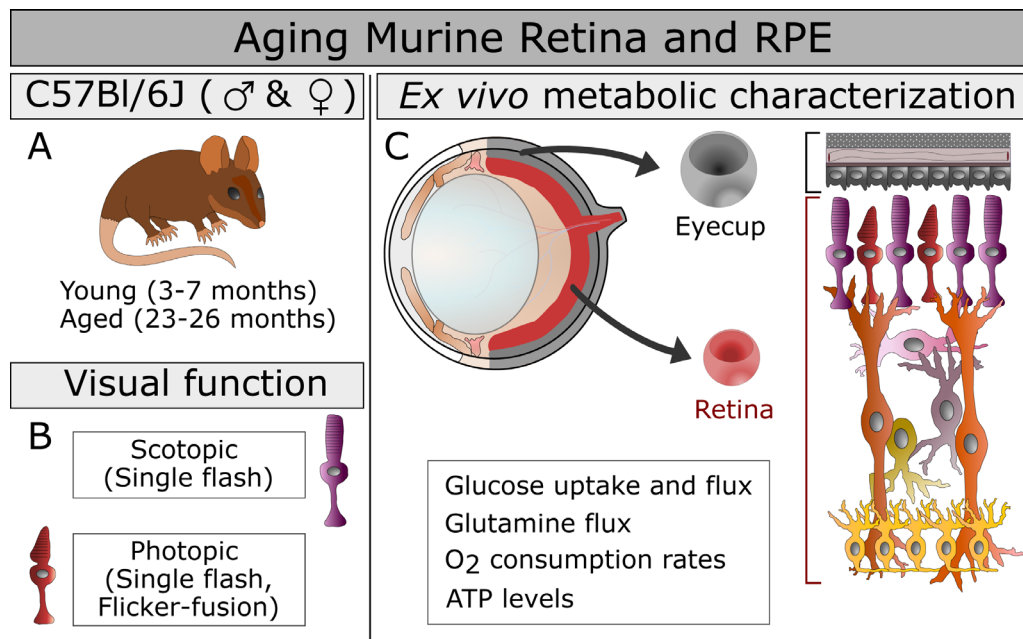 Aging Murine Retina and RPE
C57Bl/6J ( ♂ & ♀ )
A
Young (3-7 months)
Aged (23-26 months)
Visual function
B
Scotopic
(Single flash)
Photopic
(Single flash,
Flicker-fusion)
Ex vivo metabolic characterization
C
Eyecup
Retina
Glucose uptake and flux
Glutamine flux
O2 consumption rates
ATP levels